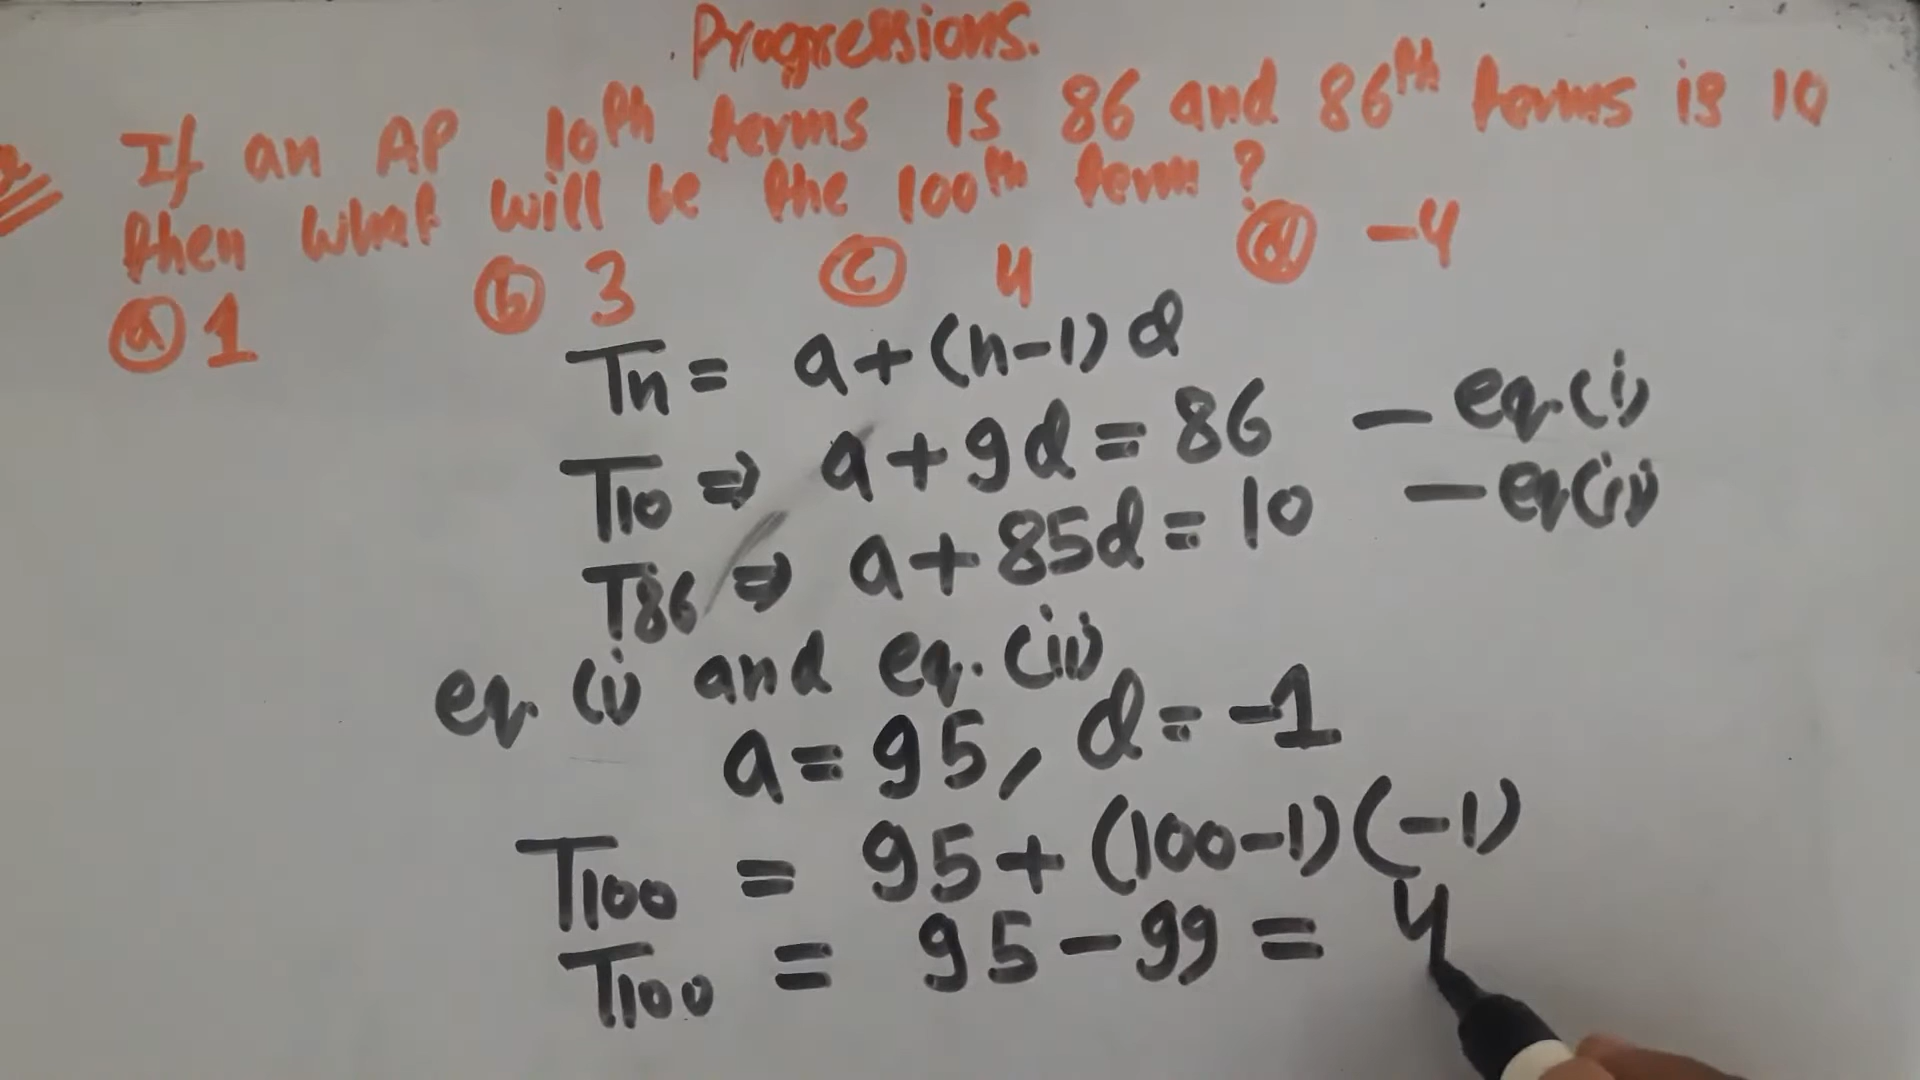 Progressions.
If an AP 10th terms is 86 and 86th terms is 10
then what will be the 100th term?
(a) 1 (b) 3 (c) 4 (d) -4
Tn = a+(n-1)d
T10 ⇒ a+9d = 86 — eq.(i)
T86 ⇒ a+85d = 10 — eq(ii)
eq. (i) and eq. (ii)
a = 95, d = -1
T100 = 95+(100-1)(-1)
T100 = 95-99 = 4